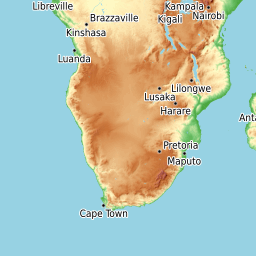 Libreville
Kampala
Kigali
Nairobi
Brazzaville
Kinshasa
Luanda
Lilongwe
Lusaka
Harare
Anta
Pretoria
Maputo
Cape Town